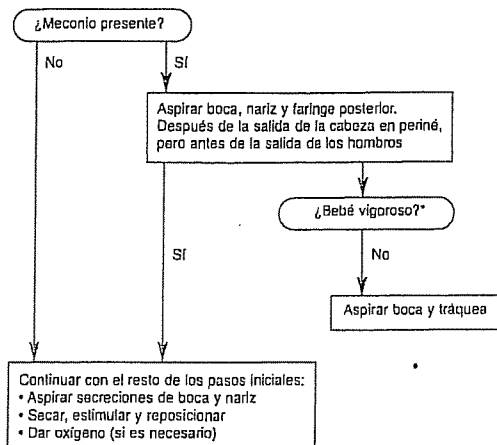 ¿Meconio presente?
No
Sí
Aspirar boca, nariz y faringe posterior.
Después de la salida de la cabeza en periné,
pero antes de la salida de los hombros
¿Bebé vigoroso?*
Sí
No
Aspirar boca y tráquea
Continuar con el resto de los pasos iniciales:
• Aspirar secreciones de boca y nariz
• Secar, estimular y reposicionar
• Dar oxígeno (si es necesario)